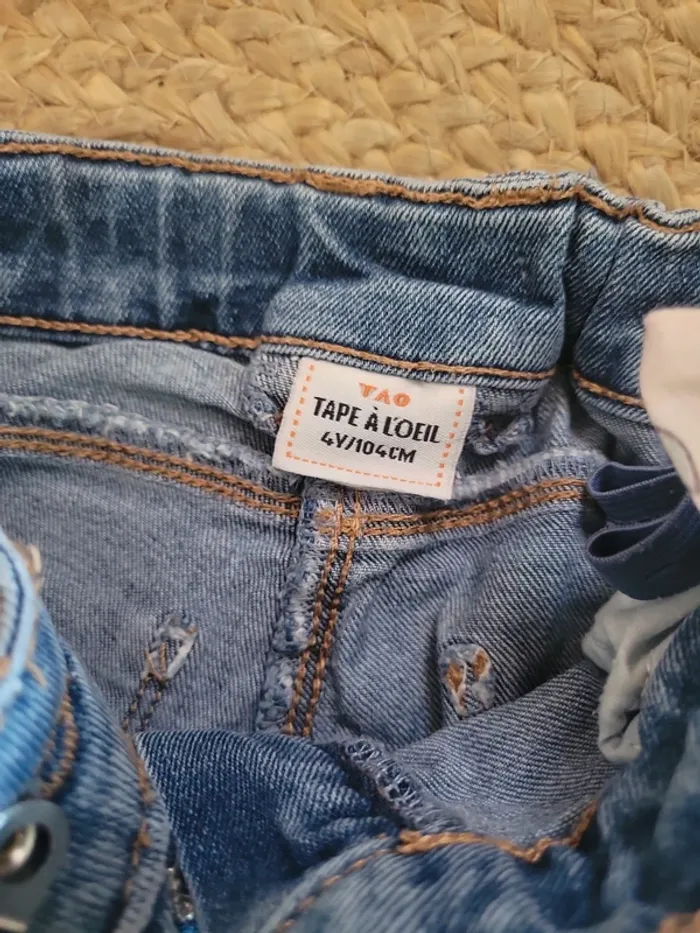 TAO
TAPE À L'OEIL
4Y/104CM